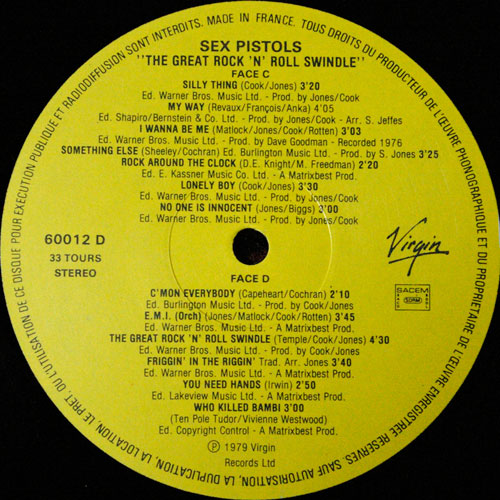 SEX PISTOLS
"THE GREAT ROCK 'N' ROLL SWINDLE"
FACE C
SILLY THING (Cook/Jones) 3'20
Ed. Warner Bros. Music Ltd. - Prod. by Jones/Cook
MY WAY (Revaux/François/Anka) 4'05
Ed. Shapiro/Bernstein & Co. Ltd - Prod. by Cook/Jones - Arr. S. Jeffes
I WANNA BE ME (Matlock/Jones/Cook/Rotten) 3'03
Ed. Warner Bros. Music Ltd. - Prod. by Dave Goodman - Recorded 1976
SOMETHING ELSE (Sheeley/Cochran) Ed. Burlington Music Ltd. - Prod. by S. Jones 3'25
ROCK AROUND THE CLOCK (D.E. Knight/M. Freedman) 2'20
Ed. E. Kassner Music Co. Ltd - A Matrixbest Prod.
LONELY BOY (Cook/Jones) 3'30
Ed. Warner Bros. Music Ltd. - Prod. by Jones/Cook
NO ONE IS INNOCENT (Jones/Biggs) 3'00
Ed. Warner Bros. Music Ltd. - Prod. by Jones/Cook
60012 D
33 TOURS
STEREO
Virgin
SACEM
FACE D
C'MON EVERYBODY (Capeheart/Cochran) 2'10
Ed. Burlington Music Ltd. - Prod. by Cook/Jones
E.M.I. (Orch) (Jones/Matlock/Cook/Rotten) 3'45
Ed. Warner Bros. Music Ltd. - A Matrixbest Prod.
THE GREAT ROCK 'N' ROLL SWINDLE (Temple/Cook/Jones) 4'30
Ed. Warner Bros. Music Ltd. - A Matrixbest Prod.
FRIGGIN' IN THE RIGGIN' Trad. Arr. Jones 3'40
Ed. Warner Bros. Music Ltd. - A Matrixbest Prod.
YOU NEED HANDS (Irwin) 2'50
Ed. Lakeview Music Ltd. - A Matrixbest Prod.
WHO KILLED BAMBI 3'00
(Ten Pole Tudor/Vivienne Westwood)
Ed. Copyright Control - A Matrixbest Prod.
℗ 1979 Virgin
Records Ltd
MADE IN FRANCE. TOUS DROITS DU PRODUCTEUR DE L'ŒUVRE PHONOGRAPHIQUE ET DU PROPRIETAIRE DE L'ŒUVRE ENREGISTREE RESERVES. SAUF AUTORISATION, LA DUPLICATION, LA LOCATION, LE PRET OU L'UTILISATION DE CE DISQUE POUR EXECUTION PUBLIQUE ET RADIODIFFUSION SONT INTERDITS.